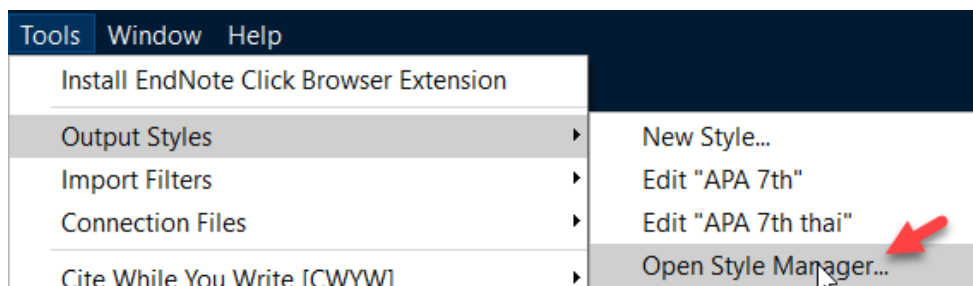 Tools Window Help
Install EndNote Click Browser Extension
Output Styles
Import Filters
Connection Files
Cite While You Write [CWYW]
New Style...
Edit "APA 7th"
Edit "APA 7th thai"
Open Style Manager...